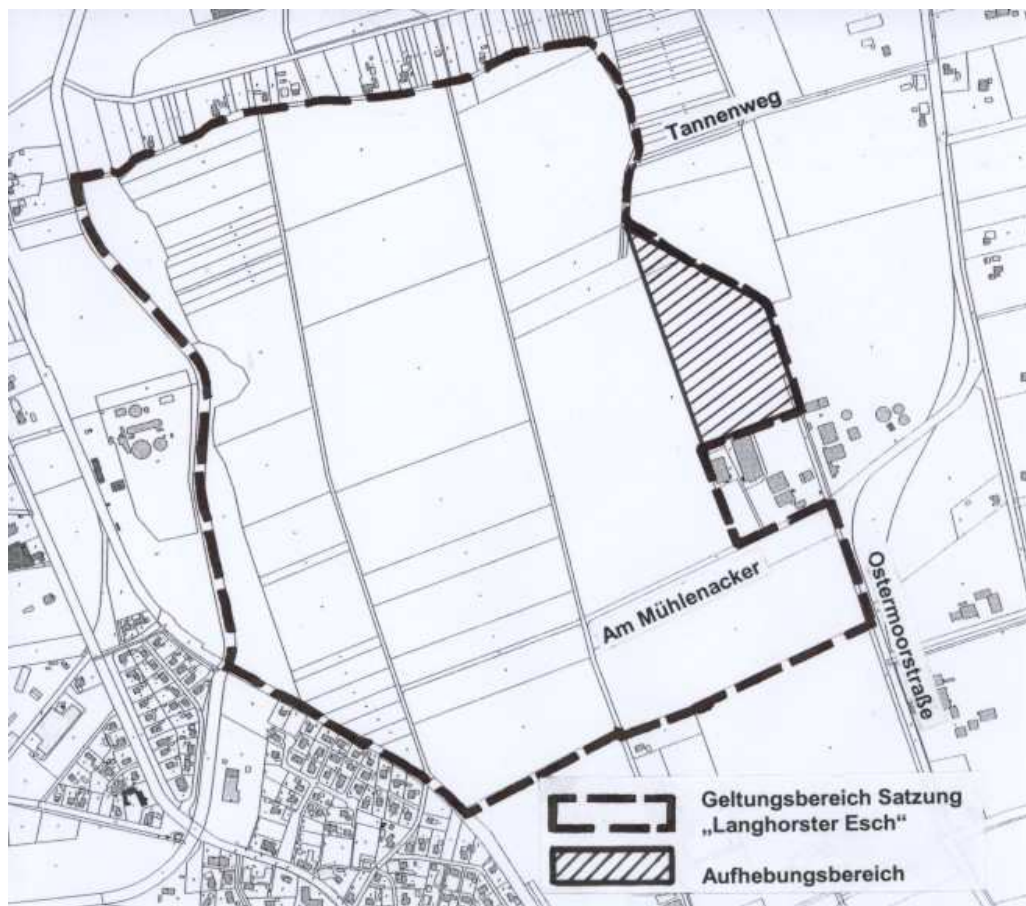 Tannenweg
Am Mühlenacker
Ostermoorstraße
Geltungsbereich Satzung
„Langhorster Esch“
Aufhebungsbereich